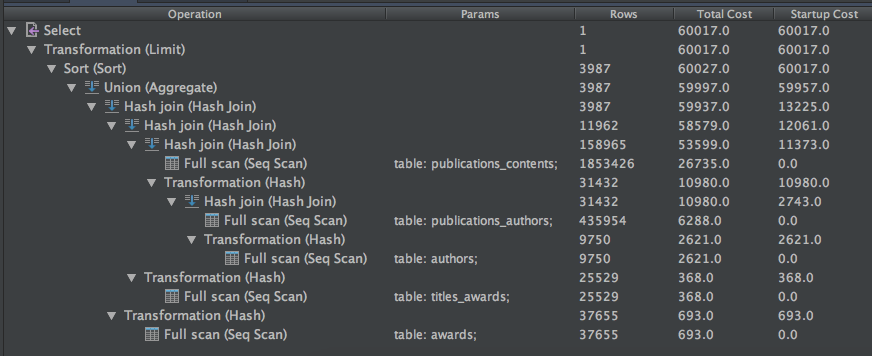 Operation Params Rows Total Cost Startup Cost
Select 1 60017.0 60017.0
Transformation (Limit) 1 60017.0 60017.0
Sort (Sort) 3987 60027.0 60017.0
Union (Aggregate) 3987 59997.0 59957.0
Hash join (Hash Join) 3987 59937.0 13225.0
Hash join (Hash Join) 11962 58579.0 12061.0
Hash join (Hash Join) 158965 53599.0 11373.0
Full scan (Seq Scan) table: publications_contents; 1853426 26735.0 0.0
Transformation (Hash) 31432 10980.0 10980.0
Hash join (Hash Join) 31432 10980.0 2743.0
Full scan (Seq Scan) table: publications_authors; 435954 6288.0 0.0
Transformation (Hash) 9750 2621.0 2621.0
Full scan (Seq Scan) table: authors; 9750 2621.0 0.0
Transformation (Hash) 25529 368.0 368.0
Full scan (Seq Scan) table: titles_awards; 25529 368.0 0.0
Transformation (Hash) 37655 693.0 693.0
Full scan (Seq Scan) table: awards; 37655 693.0 0.0